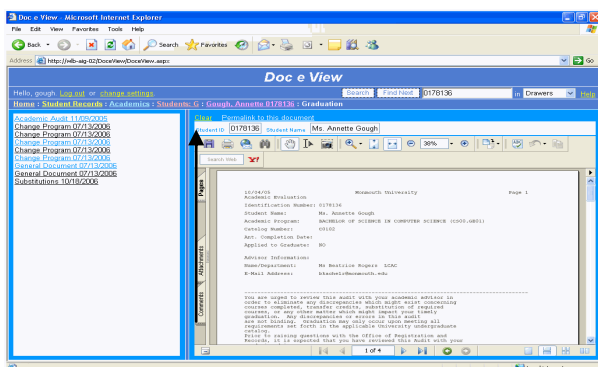 Doc e View - Microsoft Internet Explorer
File Edit View Favorites Tools Help
Back Search Favorites
Address http://wlb-aig-02/DoceView/DoceView.aspx Go
Doc e View
Hello, gough. Log out or change settings. Search Find Next 0178136 in Drawers Help
Home : Student Records : Academics : Students: G : Gough, Annette 0178136 : Graduation
Academic Audit 11/09/2005
Change Program 07/13/2006
Change Program 07/13/2006
Change Program 07/13/2006
Change Program 07/13/2006
Change Program 07/13/2006
General Document 07/13/2006
General Document 07/13/2006
Substitutions 10/18/2006
Clear Permalink to this document
Student ID 0178136 Student Name Ms. Annette Gough
38%
Search Web
Pages
Attachments
Comments
10/04/05 Monmouth University Page 1
Academic Evaluation
Identification Number: 0178136
Student Name: Ms. Annette Gough
Academic Program: BACHELOR OF SCIENCE IN COMPUTER SCIENCE (CS00.GE01)
Catalog Number: 00102
Ant. Completion Date:
Applied to Graduate: NO
Advisor Information:
Name/Department: Ms Beatrice Rogers LCAC
E-Mail Address:
You are urged to review this audit with your academic advisor in
order to eliminate any discrepancies which might exist concerning
courses completed, transfer credits, substitution of required
courses, or any other matter which might impact your timely
graduation. Any discrepancies or errors in this audit
are not binding. Graduation may only occur upon meeting all
requirements set forth in the applicable University undergraduate
catalog.
Prior to raising questions with the Office of Registration and
Records, it is expected that you have reviewed this Audit with your
1 of 4